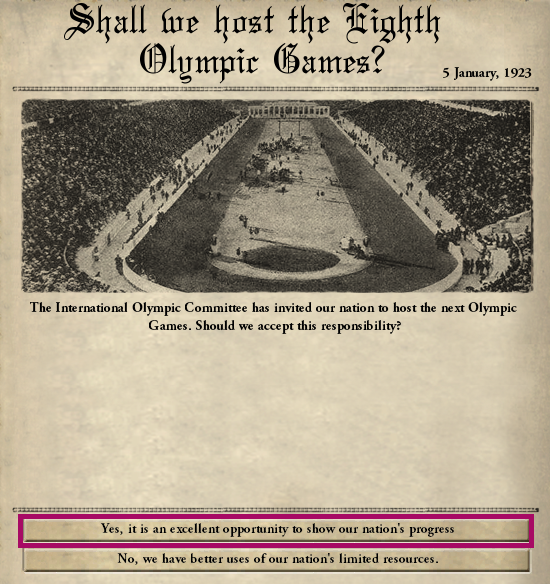 Shall we host the Eighth
Olympic Games?
5 January, 1923
The International Olympic Committee has invited our nation to host the next Olympic
Games. Should we accept this responsibility?
Yes, it is an excellent opportunity to show our nation's progress
No, we have better uses of our nation's limited resources.